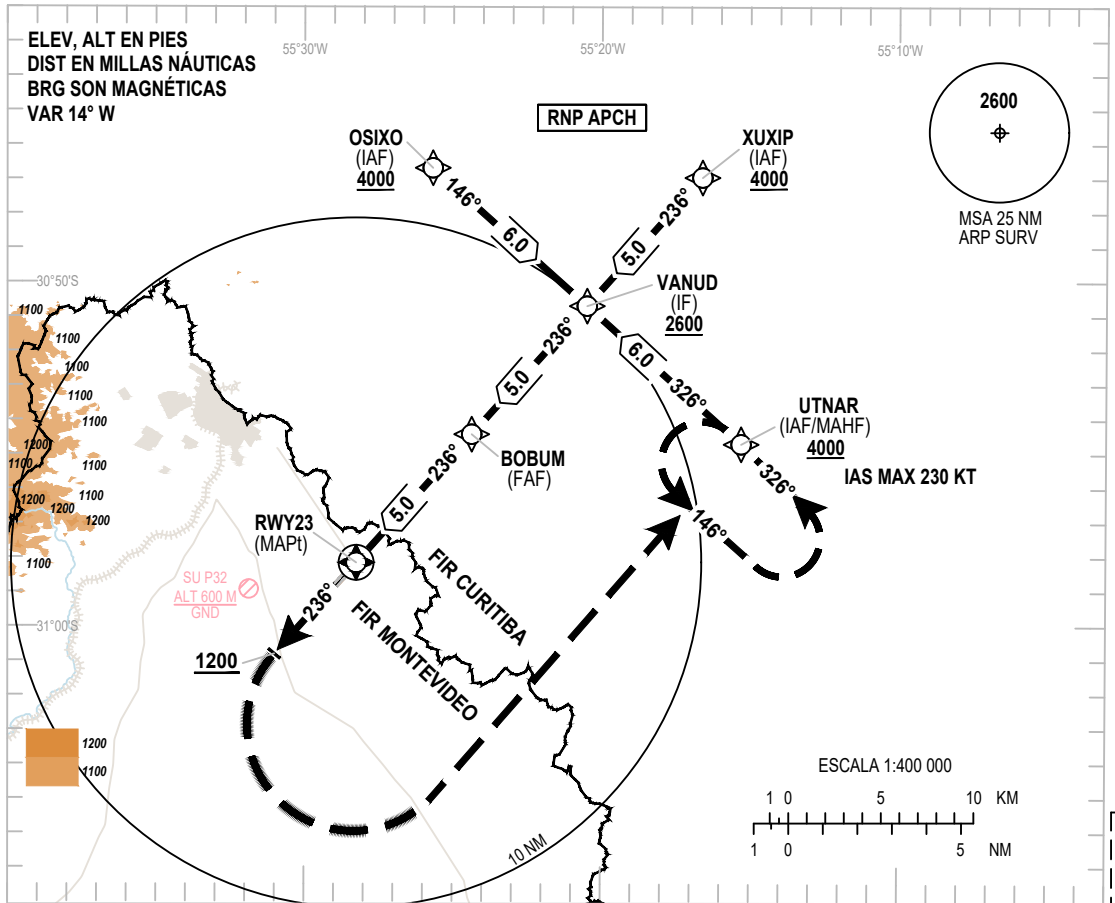 ELEV, ALT EN PIES
DIST EN MILLAS NÁUTICAS
BRG SON MAGNÉTICAS
VAR 14° W
55°30'W
55°20'W
55°10'W
RNP APCH
2600
MSA 25 NM
ARP SURV
OSIXO
(IAF)
4000
XUXIP
(IAF)
4000
146°
6.0
236°
5.0
30°50'S
VANUD
(IF)
2600
236°
5.0
6.0
326°
UTNAR
(IAF/MAHF)
4000
326°
IAS MAX 230 KT
146°
BOBUM
(FAF)
236°
5.0
RWY23
(MAPt)
236°
1200
SU P32
ALT 600 M
GND
FIR CURITIBA
FIR MONTEVIDEO
31°00'S
1100
1100
1100
1100
1100
1200
1100
1100
1200
1100
1200
1200
1100
1200
1100
10 NM
ESCALA 1:400 000
1 0 5 10 KM
1 0 5 NM